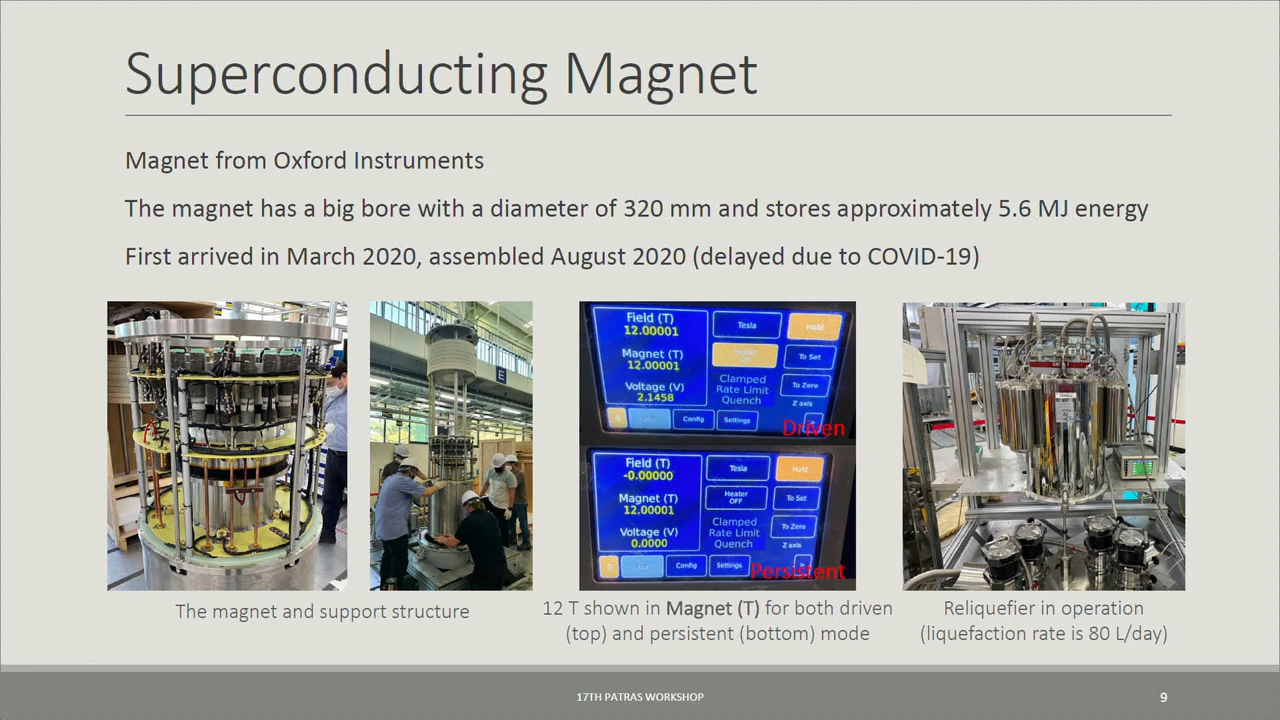 Superconducting Magnet
Magnet from Oxford Instruments
The magnet has a big bore with a diameter of 320 mm and stores approximately 5.6 MJ energy
First arrived in March 2020, assembled August 2020 (delayed due to COVID-19)
E
Field (T)
12.00001
Magnet (T)
12.00001
Voltage (V)
2.1458
Tesla
Hold
To Set
Clamped
Rate Limit
Quench
To Zero
Z axis
Config
Settings
Driven
Field (T)
-0.00000
Magnet (T)
12.00001
Voltage (V)
0.0000
Tesla
Hold
Heater
OFF
To Set
Clamped
Rate Limit
Quench
To Zero
Z axis
Config
Settings
Persistent
The magnet and support structure
12 T shown in Magnet (T) for both driven
(top) and persistent (bottom) mode
Reliquefier in operation
(liquefaction rate is 80 L/day)
17TH PATRAS WORKSHOP
9